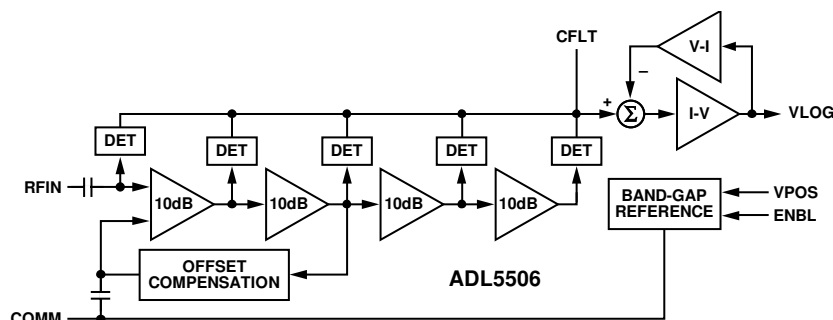 CFLT
V-I
–
+
Σ
I-V
VLOG
DET
DET
DET
DET
DET
RFIN
10dB
10dB
10dB
10dB
BAND-GAP
REFERENCE
VPOS
ENBL
OFFSET
COMPENSATION
ADL5506
COMM